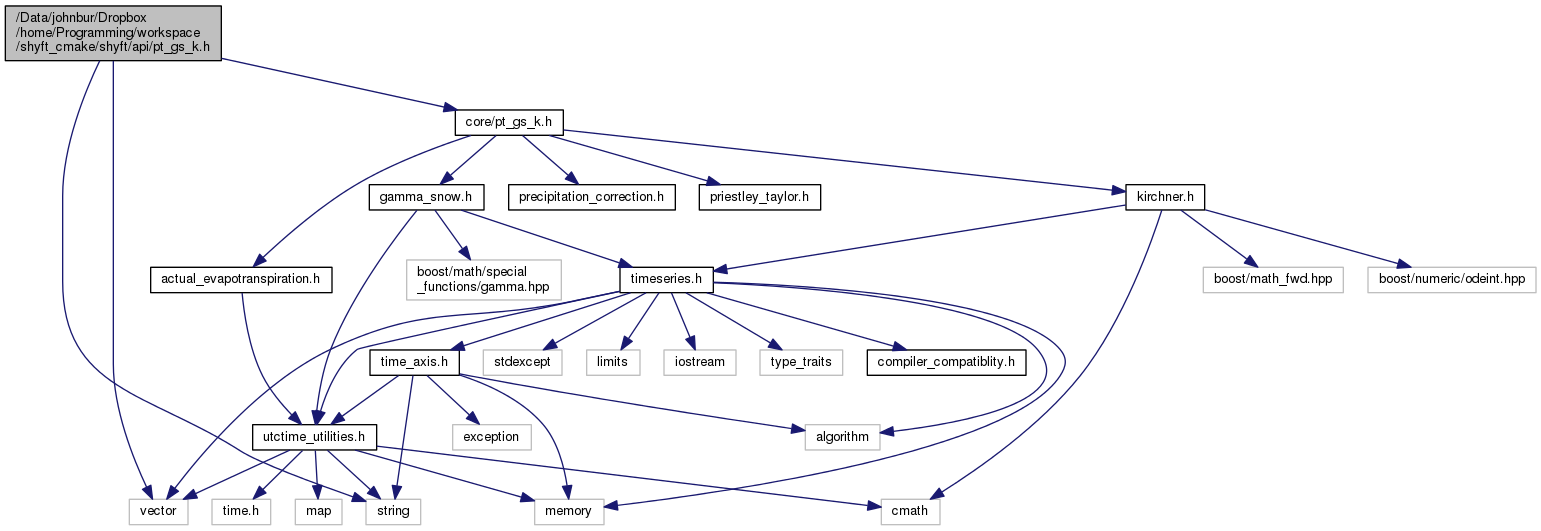 /Data/johnbur/Dropbox
/home/Programming/workspace
/shyft_cmake/shyft/api/pt_gs_k.h
core/pt_gs_k.h
gamma_snow.h
precipitation_correction.h
priestley_taylor.h
kirchner.h
actual_evapotranspiration.h
boost/math/special
_functions/gamma.hpp
timeseries.h
boost/math_fwd.hpp
boost/numeric/odeint.hpp
time_axis.h
stdexcept
limits
iostream
type_traits
compiler_compatiblity.h
utctime_utilities.h
exception
algorithm
vector
time.h
map
string
memory
cmath